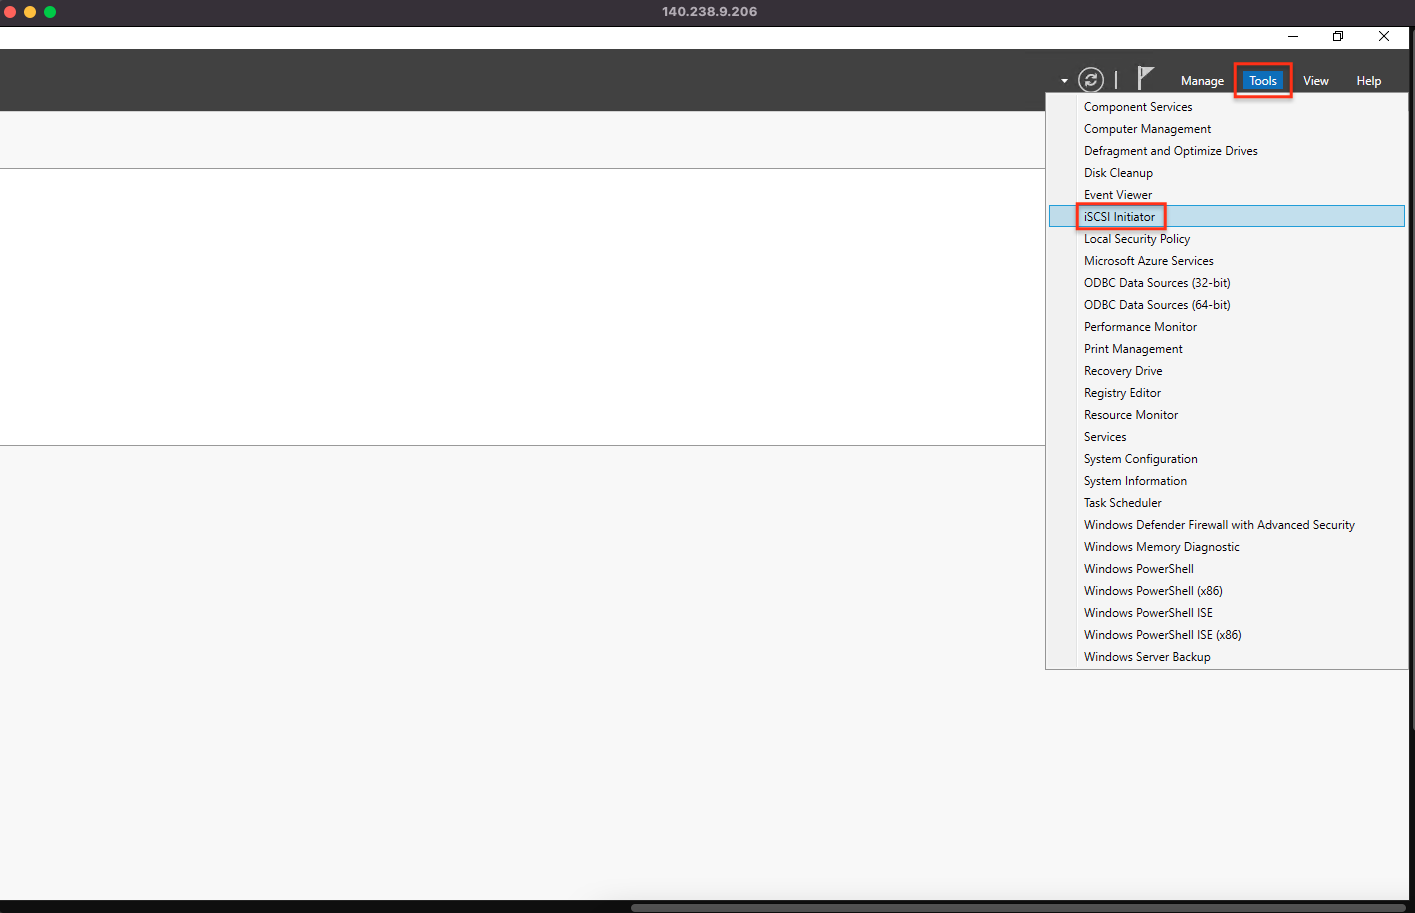 140.238.9.206
Manage Tools View Help
Component Services
Computer Management
Defragment and Optimize Drives
Disk Cleanup
Event Viewer
iSCSI Initiator
Local Security Policy
Microsoft Azure Services
ODBC Data Sources (32-bit)
ODBC Data Sources (64-bit)
Performance Monitor
Print Management
Recovery Drive
Registry Editor
Resource Monitor
Services
System Configuration
System Information
Task Scheduler
Windows Defender Firewall with Advanced Security
Windows Memory Diagnostic
Windows PowerShell
Windows PowerShell (x86)
Windows PowerShell ISE
Windows PowerShell ISE (x86)
Windows Server Backup